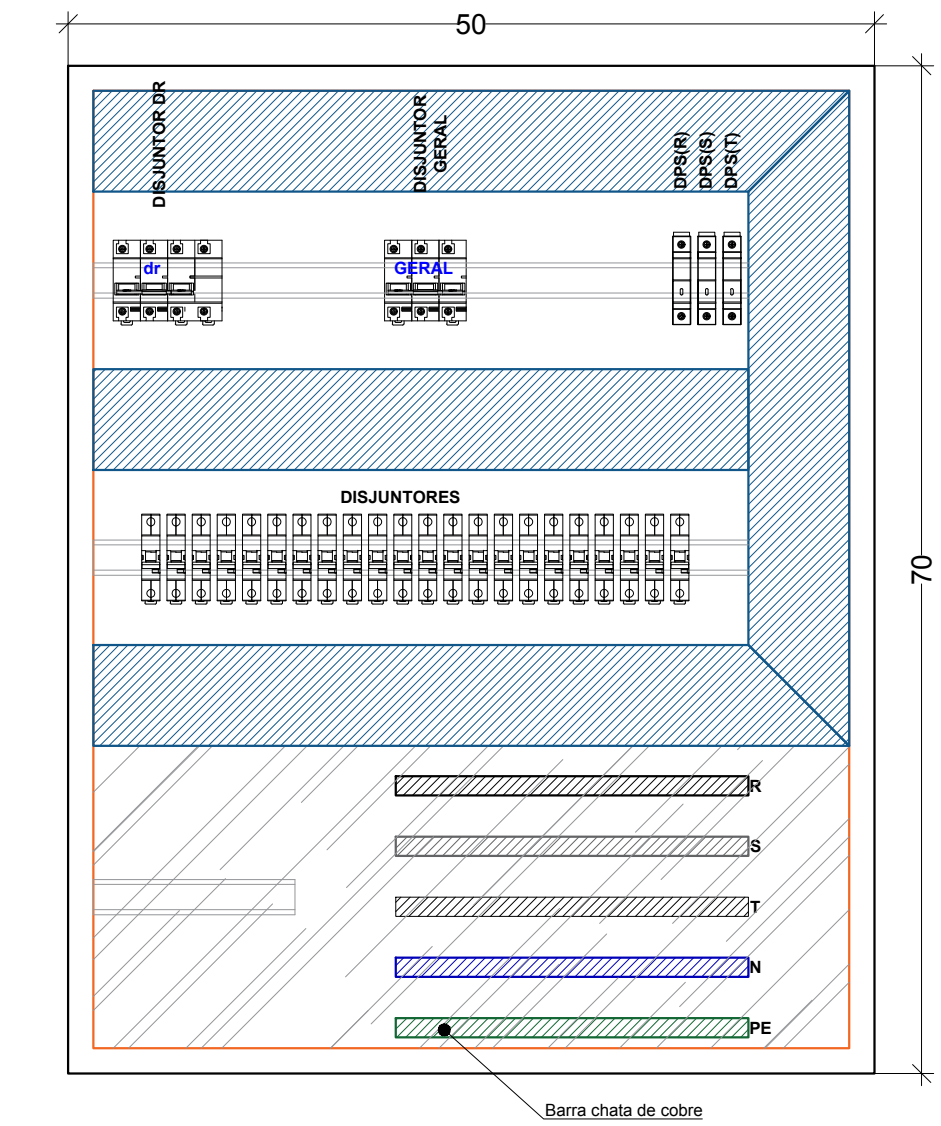 50
70
DISJUNTOR DR
DISJUNTOR
GERAL
DPS(R)
DPS(S)
DPS(T)
dr
GERAL
DISJUNTORES
R
S
T
N
PE
Barra chata de cobre